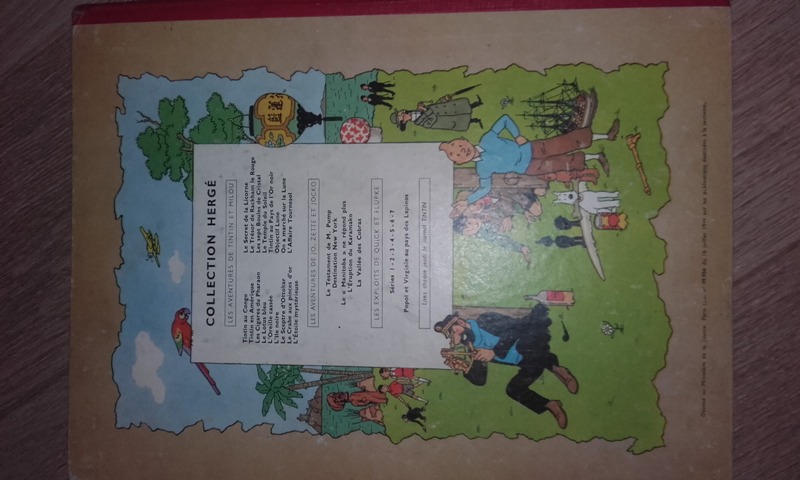 COLLECTION HERGÉ
LES AVENTURES DE TINTIN ET MILOU
Tintin au Congo
Tintin en Amérique
Les Cigares du Pharaon
Le Lotus bleu
L'Oreille cassée
L'Ile noire
Le Sceptre d'Ottokar
Le Crabe aux pinces d'or
L'Étoile mystérieuse
Le Secret de la Licorne
Le Trésor de Rackham le Rouge
Les sept Boules de Cristal
Le Temple du Soleil
Tintin au Pays de l'Or noir
Objectif Lune
On a marché sur la Lune
L'Affaire Tournesol
LES AVENTURES DE JO, ZETTE ET JOCKO
Le Testament de M. Pump
Destination New York
Le « Manitoba » ne répond plus
L'Éruption du Karamako
La Vallée des Cobras
LES EXPLOITS DE QUICK ET FLUPKE
Séries 1 - 2 - 3 - 4 - 5 - 6 - 7
Popol et Virginie au pays des Lapinos
Lisez chaque jeudi le journal TINTIN